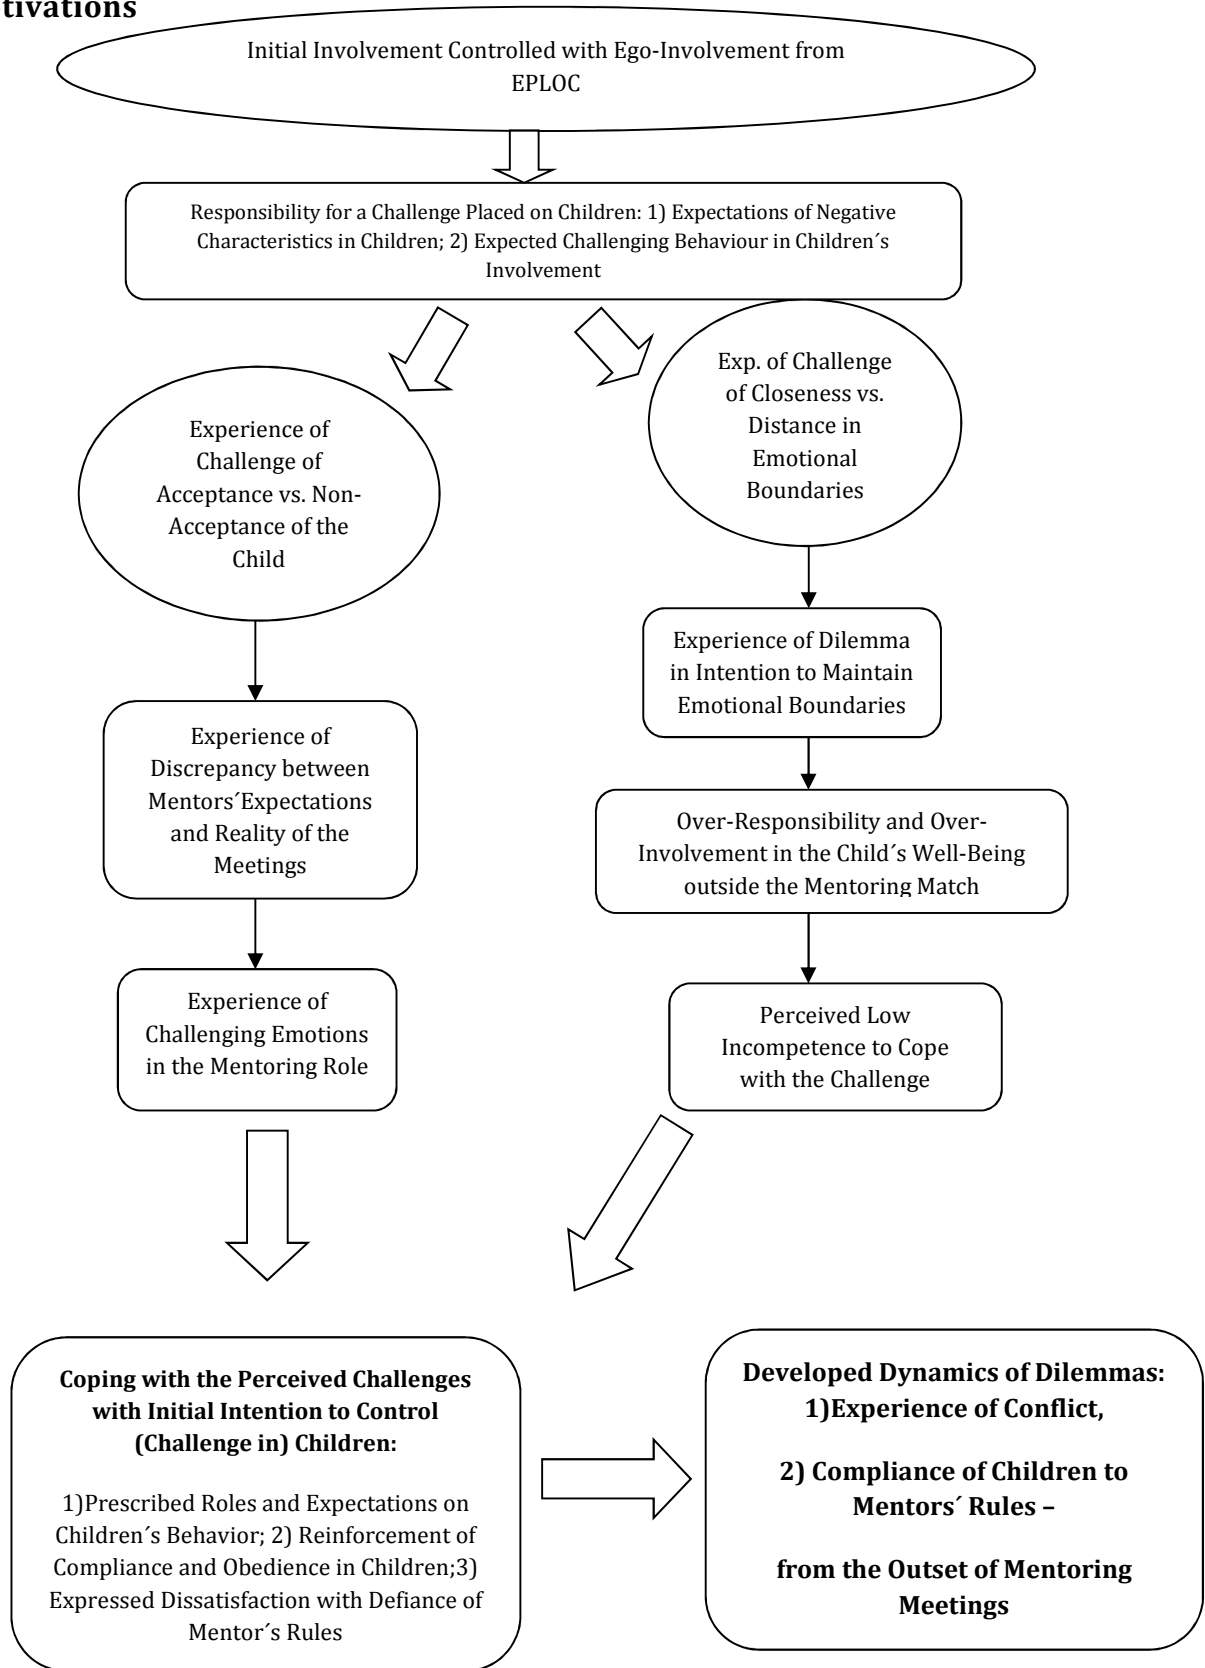 tivations
Initial Involvement Controlled with Ego-Involvement from
EPLOC
Responsibility for a Challenge Placed on Children: 1) Expectations of Negative
Characteristics in Children; 2) Expected Challenging Behaviour in Children´s
Involvement
Experience of
Challenge of
Acceptance vs. Non-
Acceptance of the
Child
Exp. of Challenge
of Closeness vs.
Distance in
Emotional
Boundaries
Experience of
Discrepancy between
Mentors´Expectations
and Reality of the
Meetings
Experience of Dilemma
in Intention to Maintain
Emotional Boundaries
Over-Responsibility and Over-
Involvement in the Child´s Well-Being
outside the Mentoring Match
Experience of
Challenging Emotions
in the Mentoring Role
Perceived Low
Incompetence to Cope
with the Challenge
Coping with the Perceived Challenges
with Initial Intention to Control
(Challenge in) Children:
1)Prescribed Roles and Expectations on
Children´s Behavior; 2) Reinforcement of
Compliance and Obedience in Children;3)
Expressed Dissatisfaction with Defiance of
Mentor´s Rules
Developed Dynamics of Dilemmas:
1)Experience of Conflict,
2) Compliance of Children to
Mentors´ Rules –
from the Outset of Mentoring
Meetings